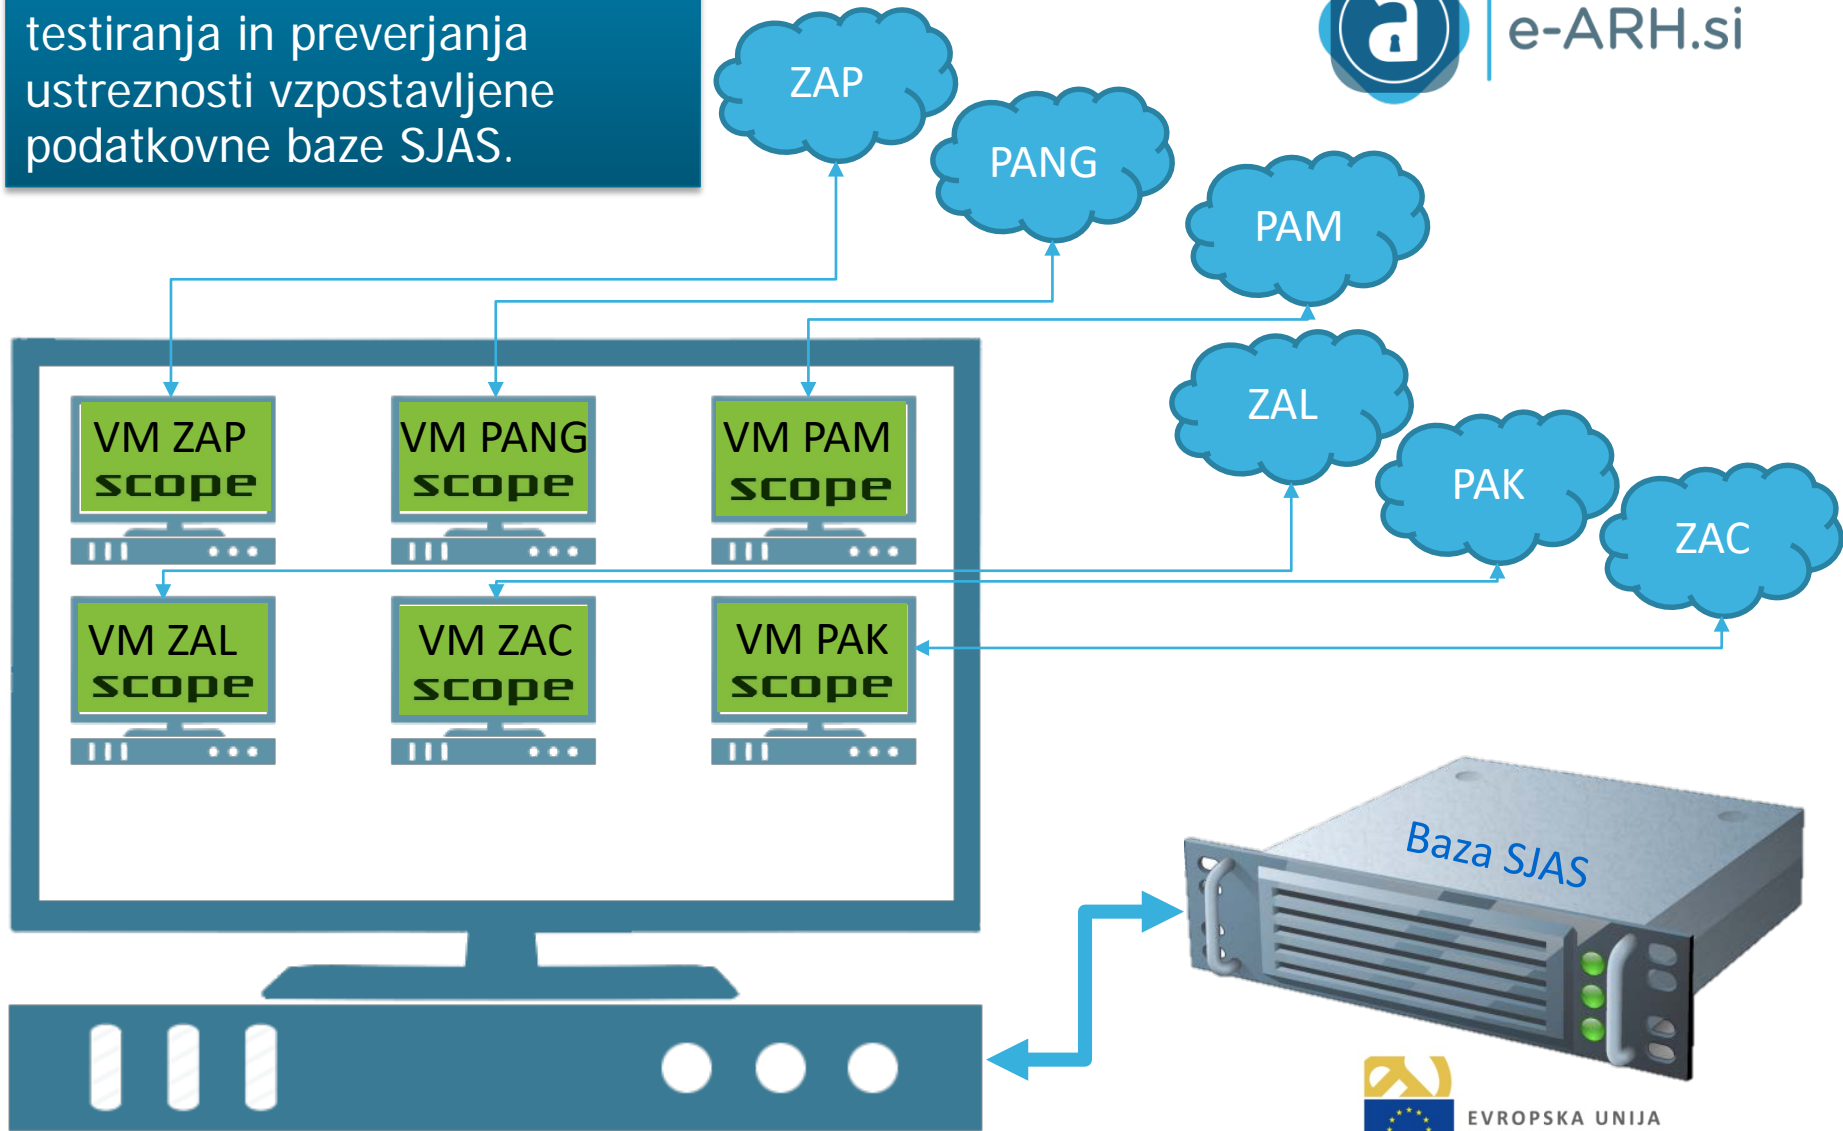 testiranja in preverjanja
ustreznosti vzpostavljene
podatkovne baze SJAS.
e-ARH.si
ZAP
PANG
PAM
ZAL
PAK
ZAC
VM ZAP
scope
VM PANG
scope
VM PAM
scope
VM ZAL
scope
VM ZAC
scope
VM PAK
scope
Baza SJAS
EVROPSKA UNIJA